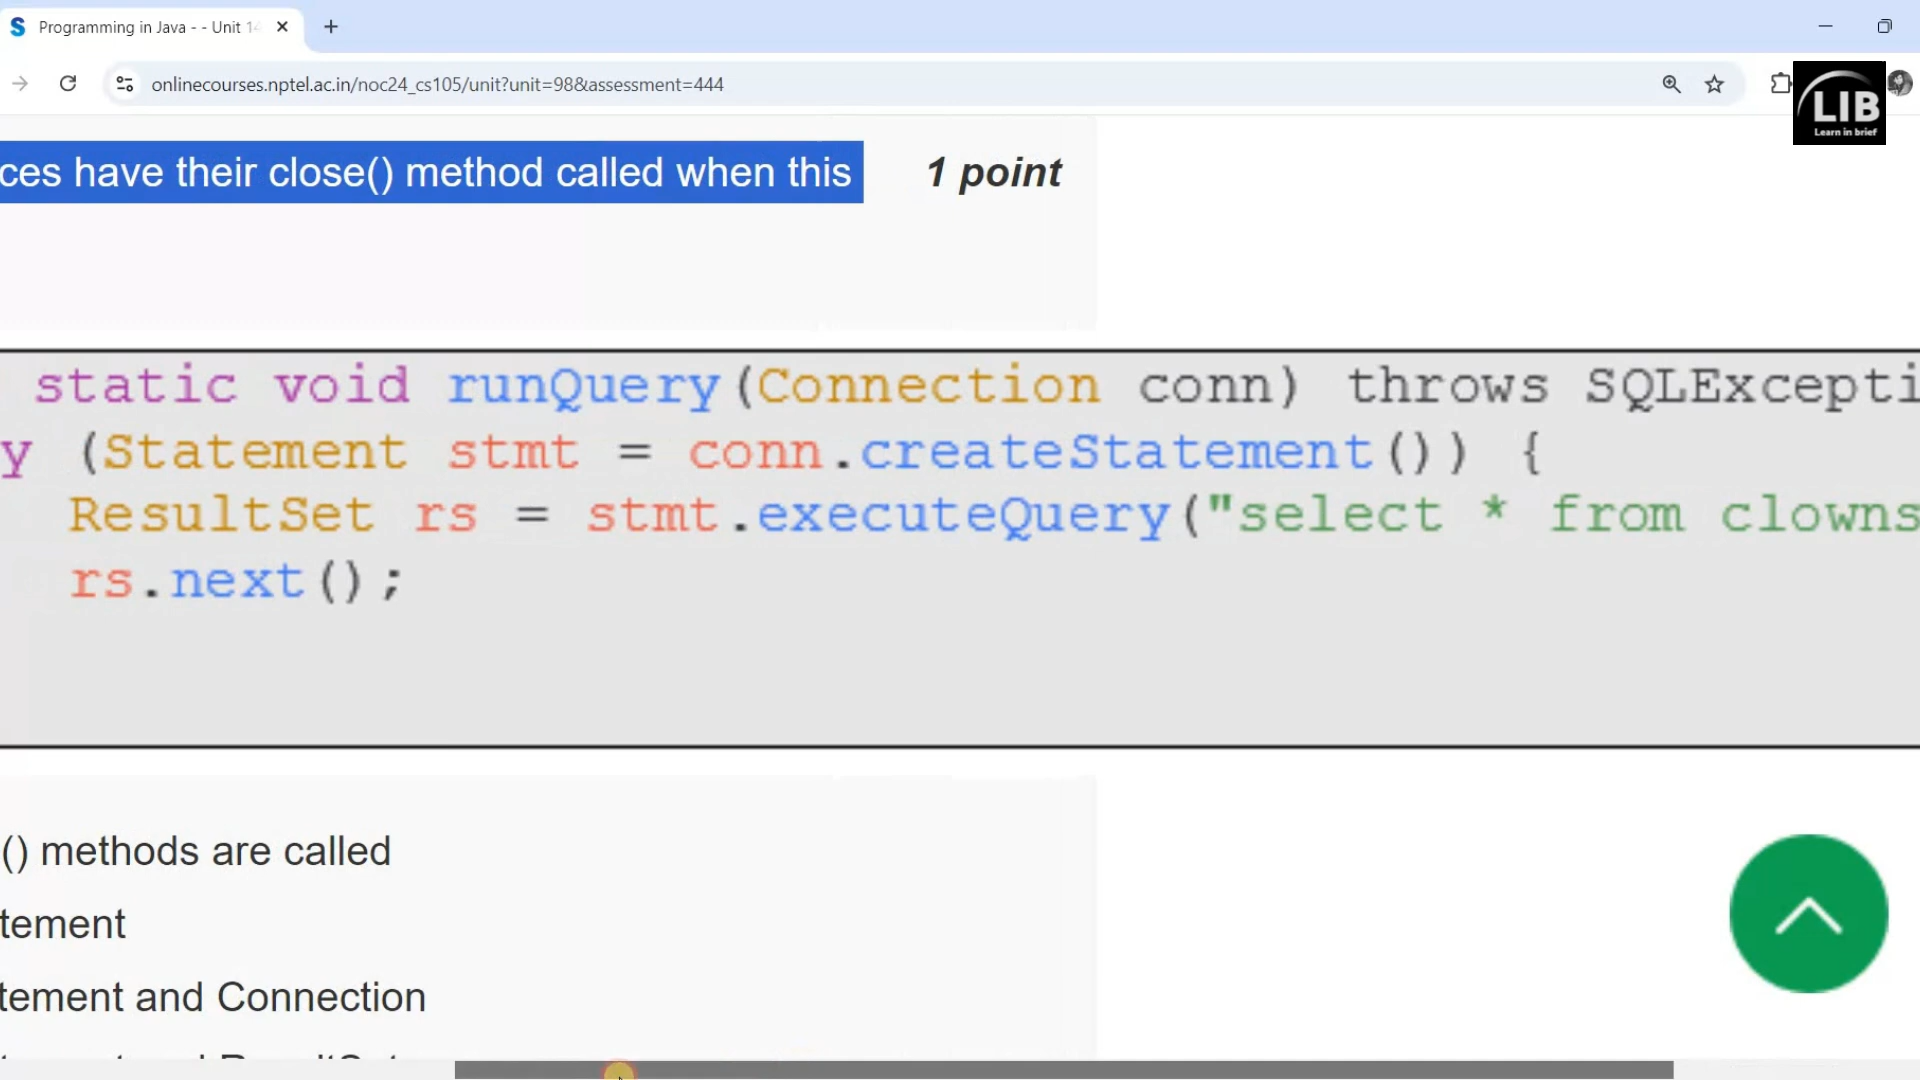 Programming in Java - - Unit 14
onlinecourses.nptel.ac.in/noc24_cs105/unit?unit=98&assessment=444
LIB
Learn in brief
ces have their close() method called when this 1 point
static void runQuery(Connection conn) throws SQLExcepti
y (Statement stmt = conn.createStatement()) {
ResultSet rs = stmt.executeQuery("select * from clowns
rs.next();
() methods are called
tement
tement and Connection